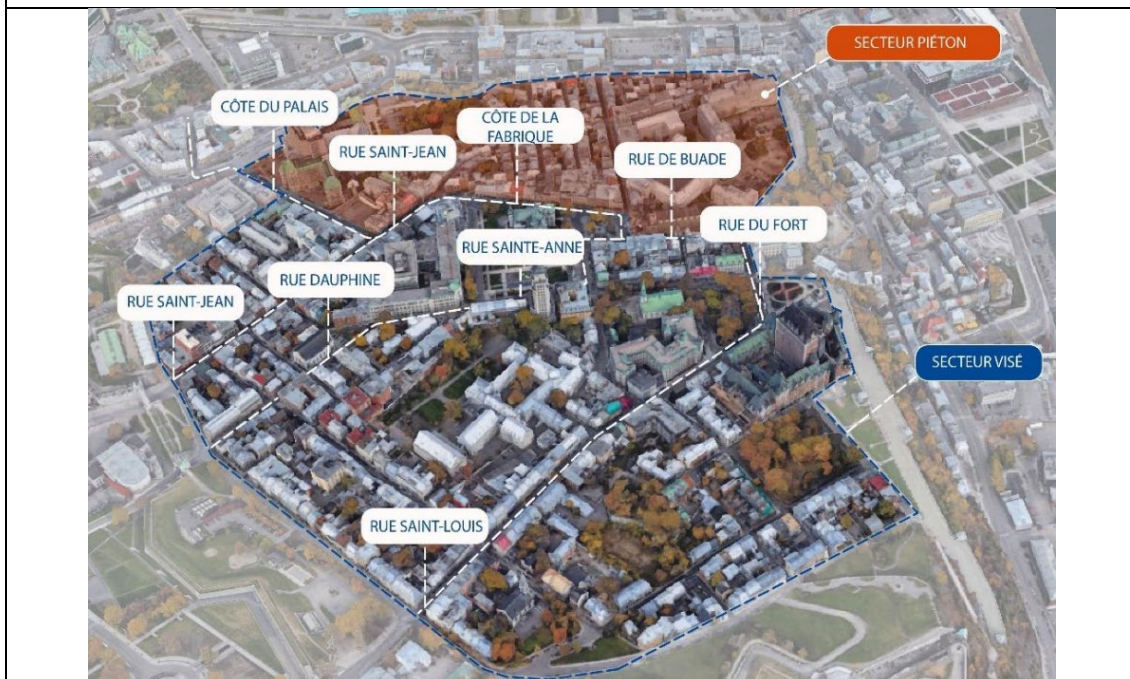 SECTEUR PIÉTON
CÔTE DU PALAIS
CÔTE DE LA
FABRIQUE
RUE SAINT-JEAN
RUE DE BUADE
RUE DU FORT
RUE SAINTE-ANNE
RUE DAUPHINE
RUE SAINT-JEAN
SECTEUR VISÉ
RUE SAINT-LOUIS